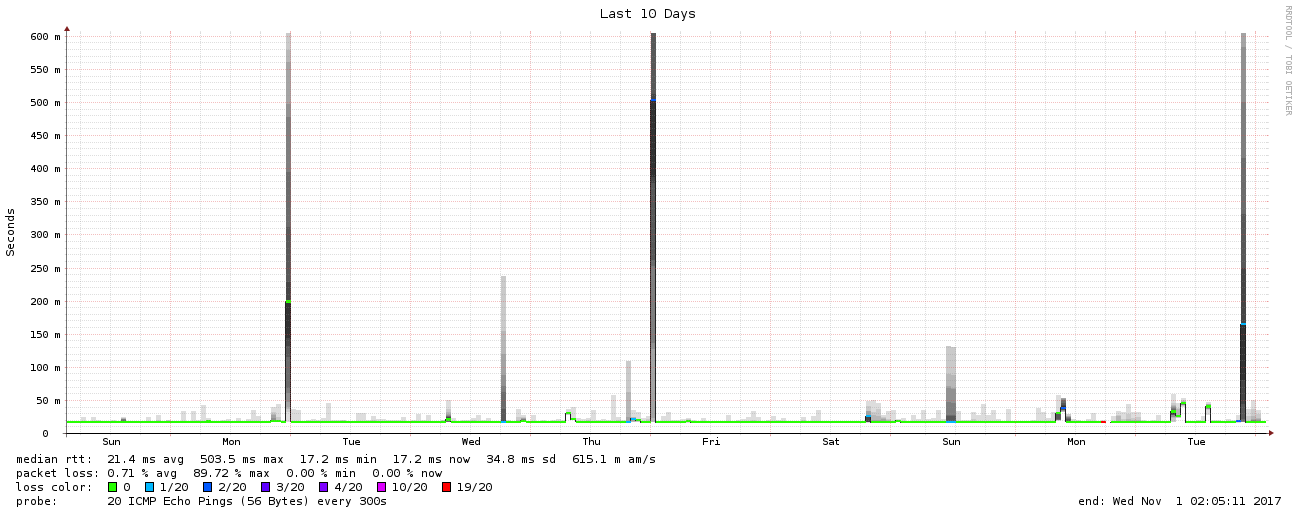 Last 10 Days
RRDTOOL / TOBI OETIKER
Seconds
600 m
550 m
500 m
450 m
400 m
350 m
300 m
250 m
200 m
150 m
100 m
50 m
0
Sun Mon Tue Wed Thu Fri Sat Sun Mon Tue
median rtt: 21.4 ms avg 503.5 ms max 17.2 ms min 17.2 ms now 34.8 ms sd 615.1 m am/s
packet loss: 0.71 % avg 89.72 % max 0.00 % min 0.00 % now
loss color: 0 1/20 2/20 3/20 4/20 10/20 19/20
probe: 20 ICMP Echo Pings (56 Bytes) every 300s end: Wed Nov 1 02:05:11 2017